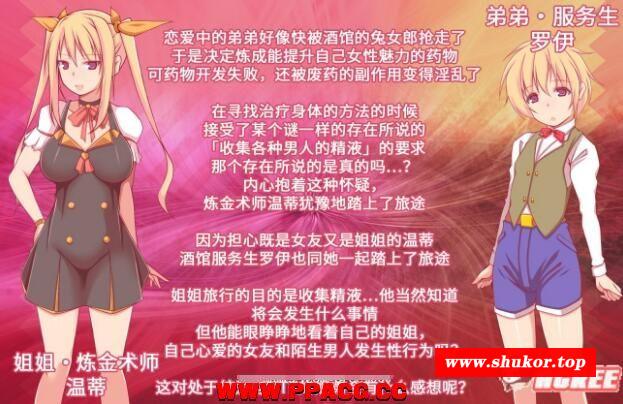 弟弟·服务生
罗伊
恋爱中的弟弟好像快被酒馆的兔女郎抢走了
于是决定炼成能提升自己女性魅力的药物
可药物开发失败，还被废药的副作用变得淫乱了
在寻找治疗身体的方法的时候
接受了某个谜一样的存在所说的
「收集各种男人的精液」的要求
那个存在所说的是真的吗…？
内心抱着这种怀疑，
炼金术师温蒂犹豫地踏上了旅途
因为担心既是女友又是姐姐的温蒂
酒馆服务生罗伊也同她一起踏上了旅途
姐姐旅行的目的是收集精液…他当然知道
将会发生什么事情
但他能眼睁睁地看着自己的姐姐，
自己心爱的女友和陌生男人发生性行为吗？
姐姐·炼金术师
温蒂
这对处于
感想呢？
www.shukor.top
WWW.PPACG.CC